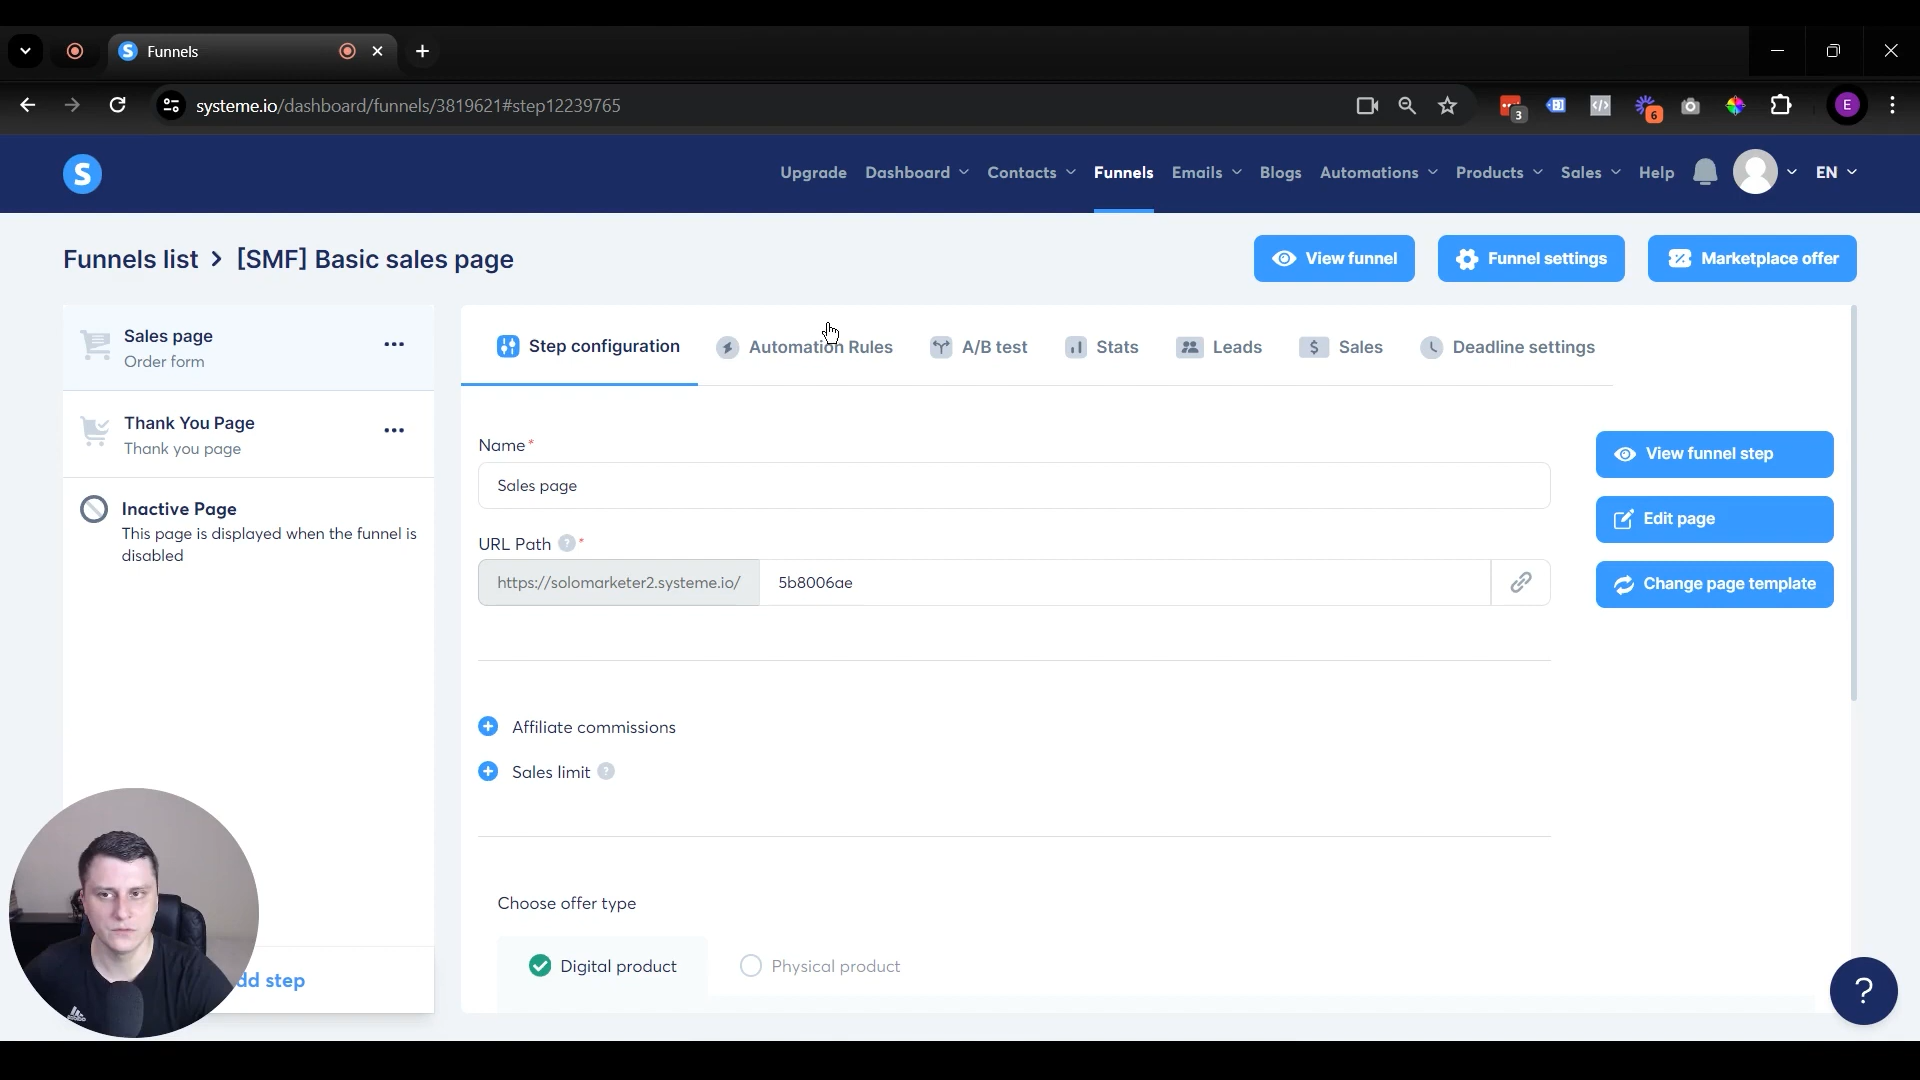 Funnels
systeme.io/dashboard/funnels/3819621#step12239765
3
6
E
S
Upgrade Dashboard Contacts Funnels Emails Blogs Automations Products Sales Help EN
Funnels list > [SMF] Basic sales page
View funnel
Funnel settings
Marketplace offer
Sales page
Order form
Thank You Page
Thank you page
Inactive Page
This page is displayed when the funnel is
disabled
dd step
Step configuration
Automation Rules
A/B test
Stats
Leads
$ Sales
Deadline settings
Name*
Sales page
URL Path ? *
https://solomarketer2.systeme.io/ 5b8006ae
View funnel step
Edit page
Change page template
Affiliate commissions
Sales limit ?
Choose offer type
Digital product
Physical product
?